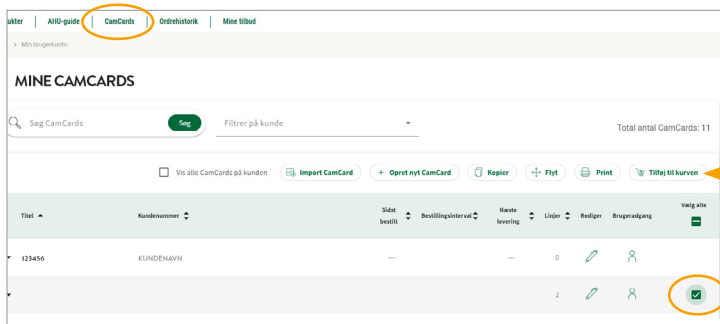 AHU-guide | CamCards | Ordrehistorik | Mine tilbud
> Min brugerkonto
MINE CAMCARDS
Søg CamCards Søg Filtrer på kunde Total antal CamCards: 11
Vis alle CamCards på kunden Import CamCard + Opret nyt CamCard Kopier Flyt Print Tilføj til kurven
Titel Kundenummer Sidst bestilt Bestillingsinterval Næste levering Linjer Rediger Brugeradgang Vælg alle
123456 KUNDENAVN --- --- 0
2